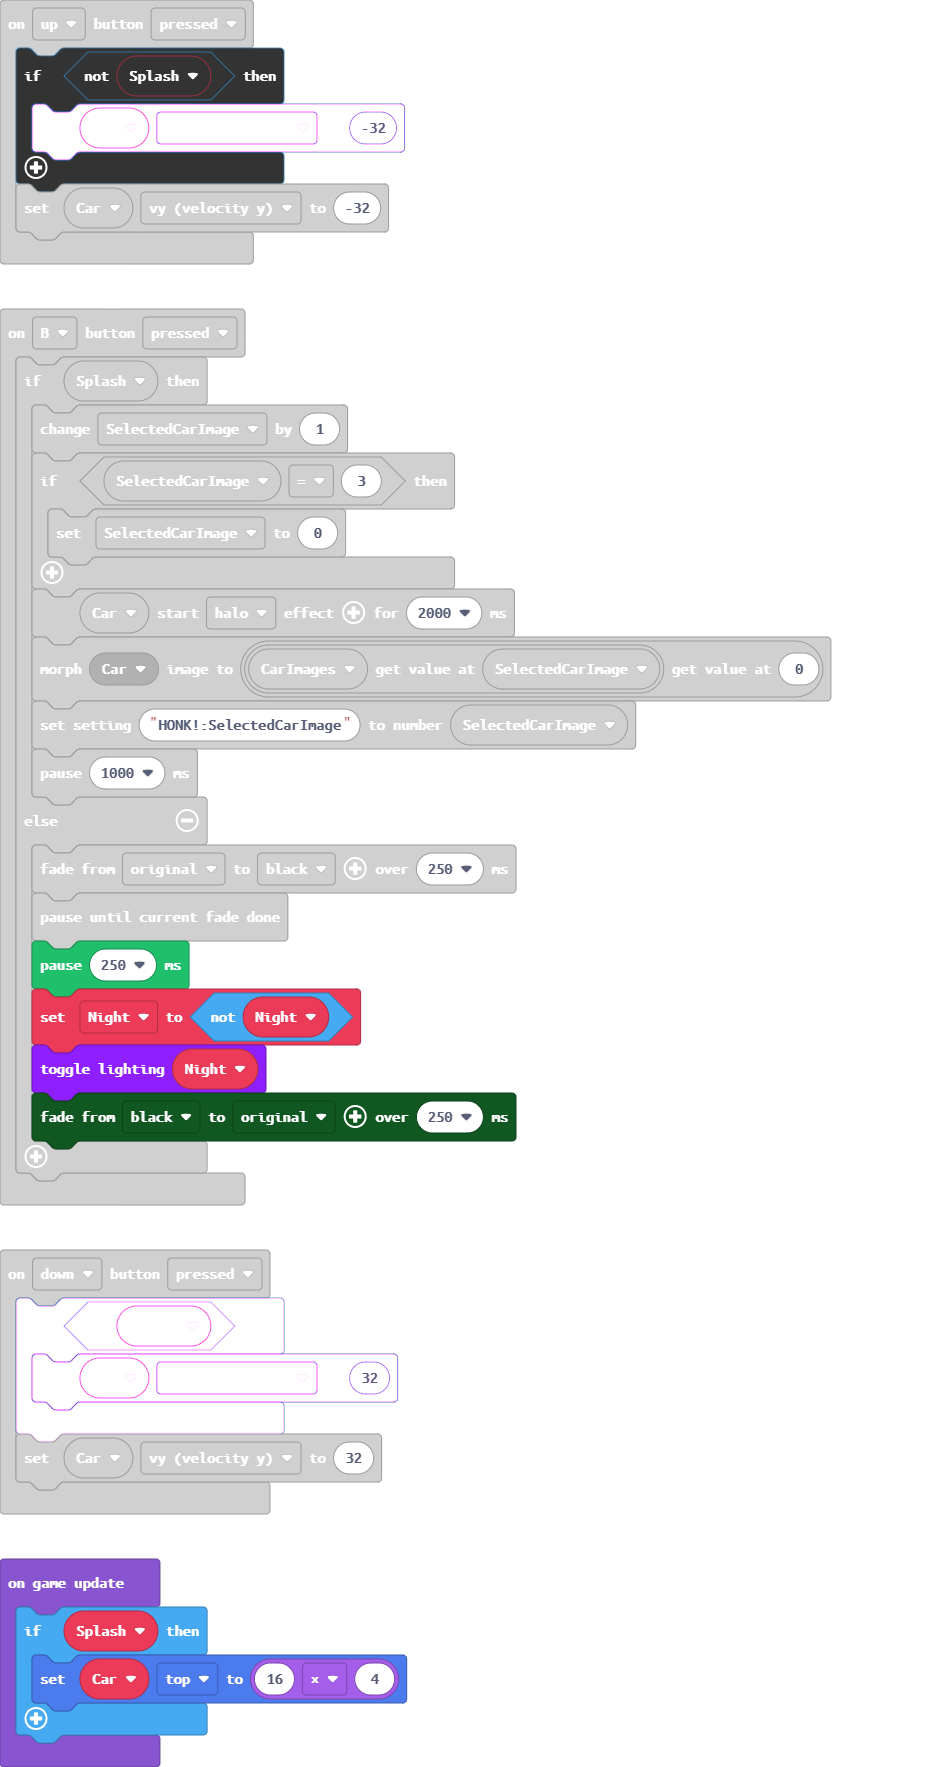 on up button pressed
if not Splash then
-32
set Car vy (velocity y) to -32
on B button pressed
if Splash then
change SelectedCarImage by 1
if SelectedCarImage = 3 then
set SelectedCarImage to 0
Car start halo effect for 2000 ms
morph Car image to CarImages get value at SelectedCarImage get value at 0
set setting "HONK!:SelectedCarImage" to number SelectedCarImage
pause 1000 ms
else
fade from original to black over 250 ms
pause until current fade done
pause 250 ms
set Night to not Night
toggle lighting Night
fade from black to original over 250 ms
on down button pressed
32
set Car vy (velocity y) to 32
on game update
if Splash then
set Car top to 16 x 4